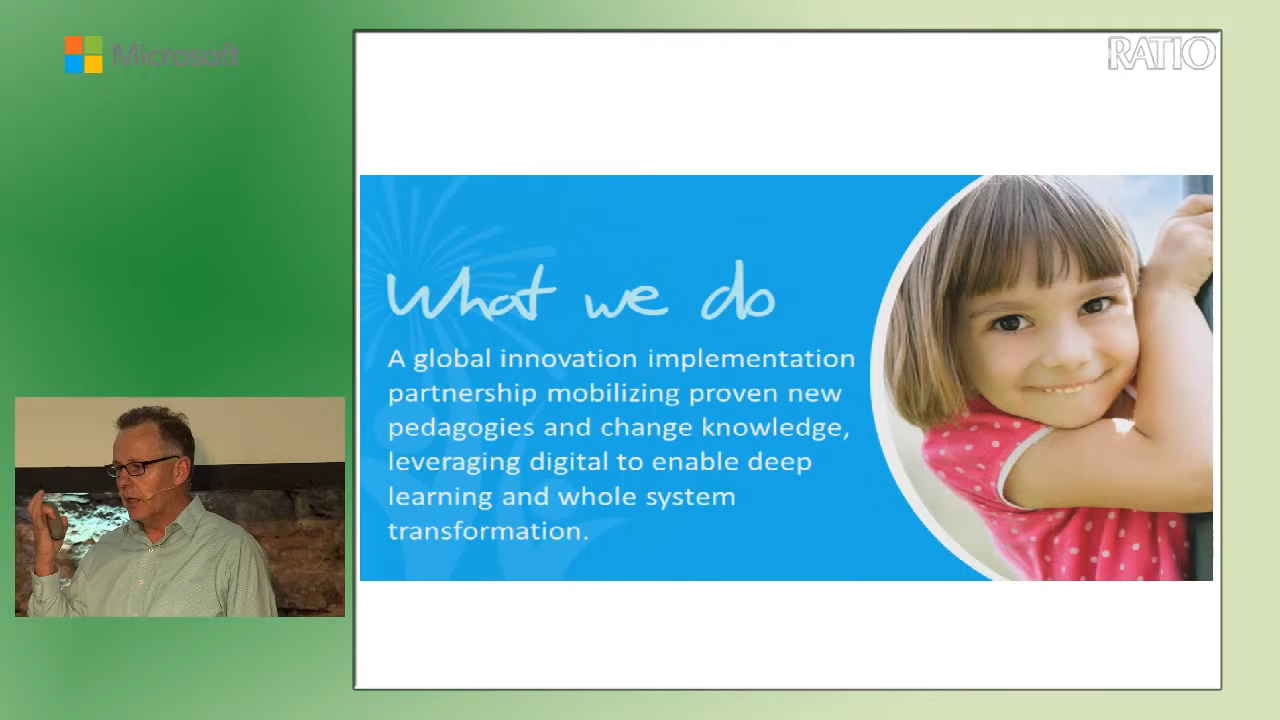 Microsoft
RATIO
What we do
A global innovation implementation
partnership mobilizing proven new
pedagogies and change knowledge,
leveraging digital to enable deep
learning and whole system
transformation.